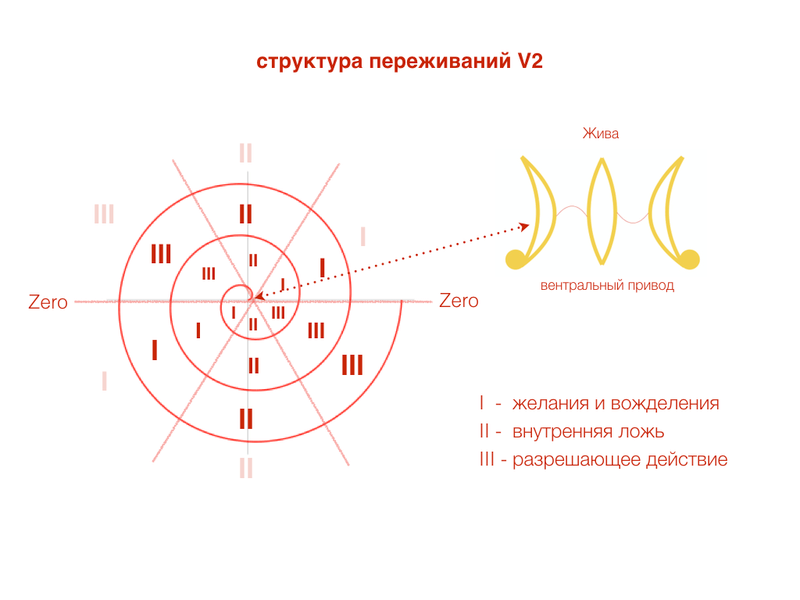 структура переживаний V2
Жива
II
III
II
I
III
II
I
III
II
I
Zero
Zero
вентральный привод
I
II
III
I
III
I
II
III
I
II
II
I - желания и вожделения
II - внутренняя ложь
III - разрешающее действие